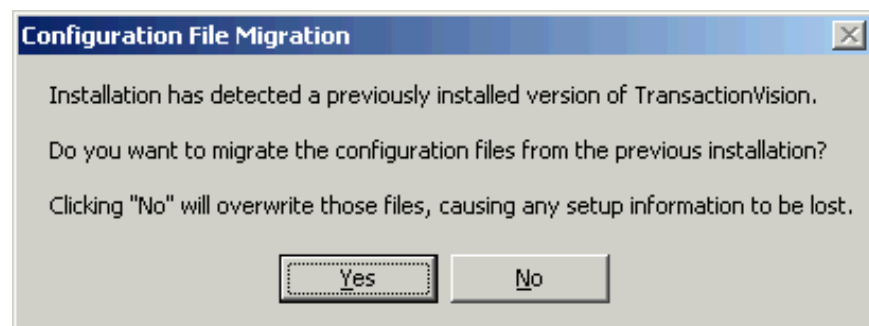 Configuration File Migration
Installation has detected a previously installed version of TransactionVision.
Do you want to migrate the configuration files from the previous installation?
Clicking "No" will overwrite those files, causing any setup information to be lost.
Yes No